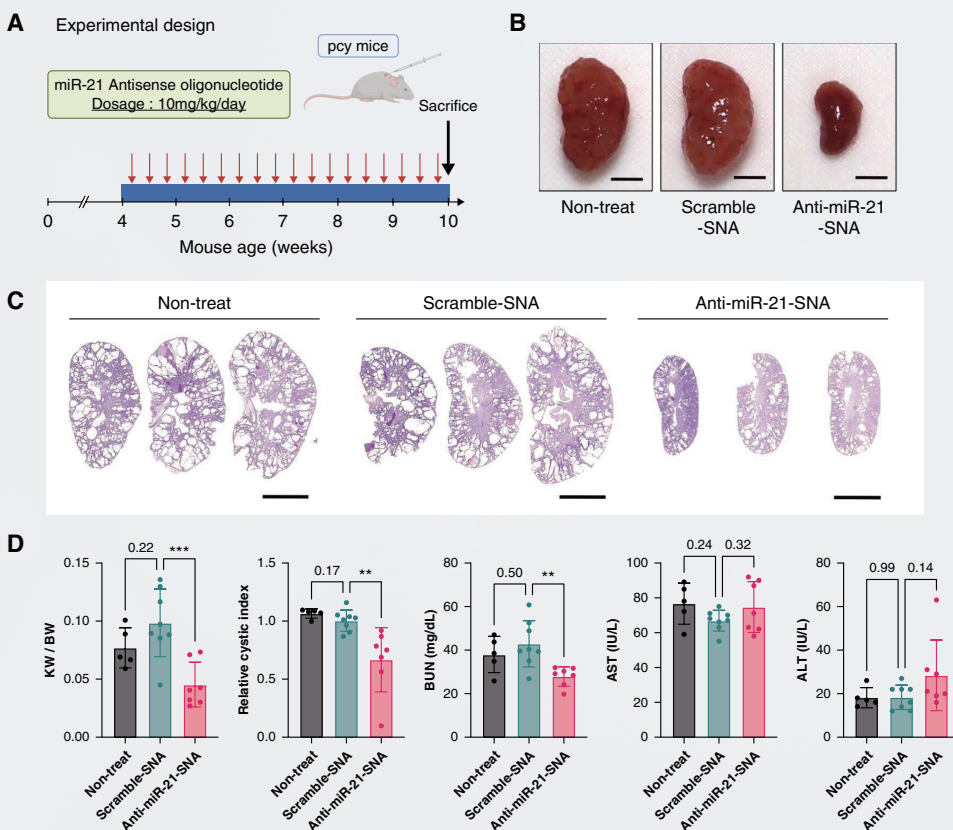 A
Experimental design
pcy mice
miR-21 Antisense oligonucleotide
Dosage : 10mg/kg/day
Sacrifice
0 4 5 6 7 8 9 10
Mouse age (weeks)
B
Non-treat
Scramble
-SNA
Anti-miR-21
-SNA
C
Non-treat
Scramble-SNA
Anti-miR-21-SNA
D
KW / BW
0.15
0.10
0.05
0.00
0.22
***
Non-treat
Scramble-SNA
Anti-miR-21-SNA
Relative cystic index
1.5
1.0
0.5
0.0
0.17
**
Non-treat
Scramble-SNA
Anti-miR-21-SNA
BUN (mg/dL)
80
60
40
20
0
0.50
**
Non-treat
Scramble-SNA
Anti-miR-21-SNA
AST (IU/L)
100
80
60
40
20
0
0.24
0.32
Non-treat
Scramble-SNA
Anti-miR-21-SNA
ALT (IU/L)
80
60
40
20
0
0.99
0.14
Non-treat
Scramble-SNA
Anti-miR-21-SNA